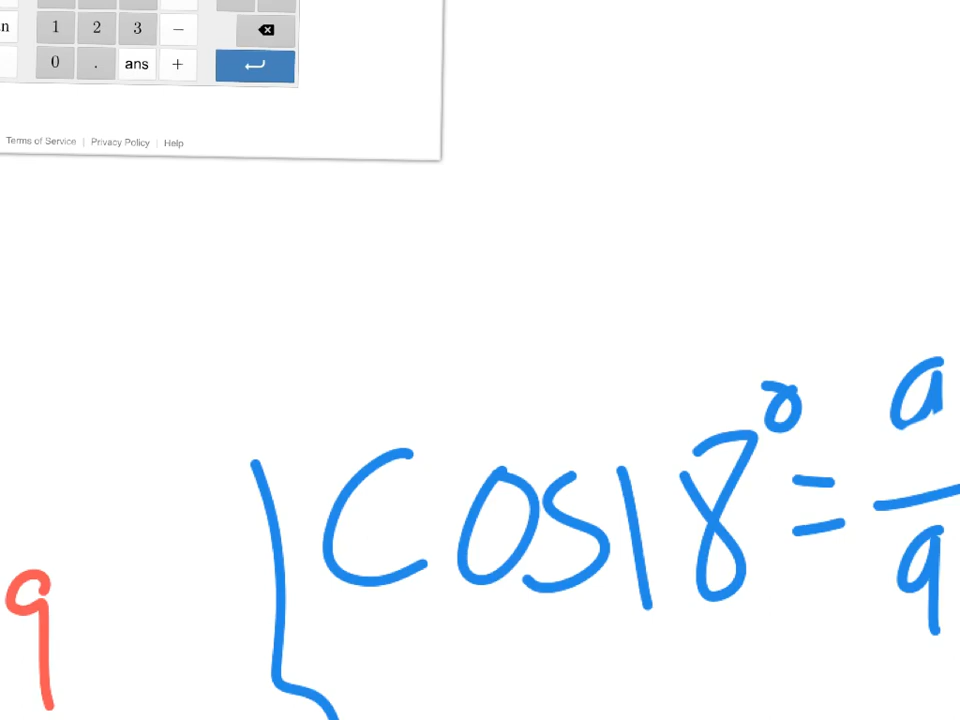 n 1 2 3 −
0 . ans +
Terms of Service | Privacy Policy | Help
cos18° = a/9
9